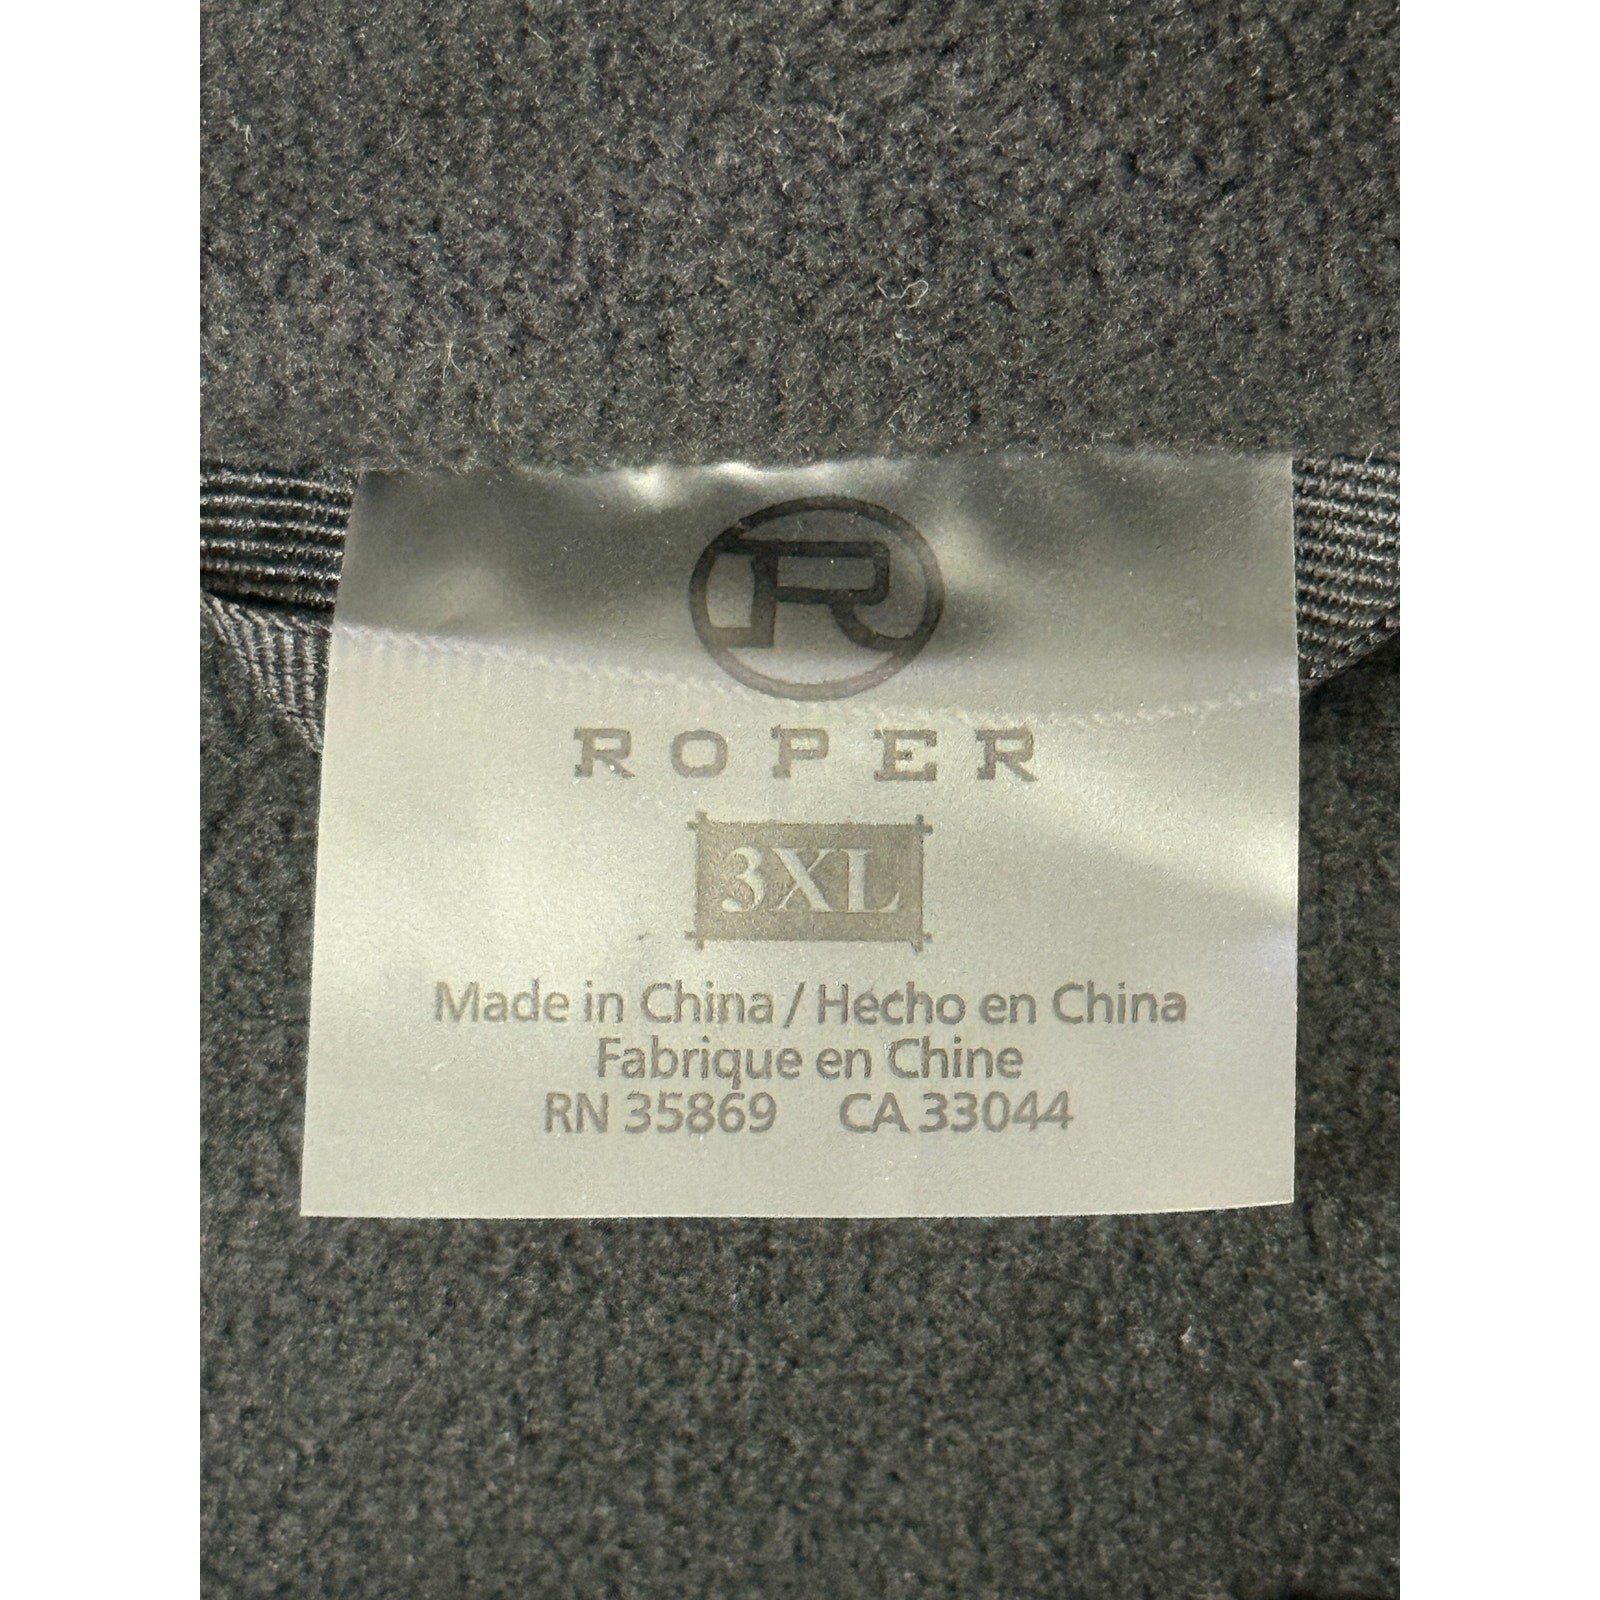 R
ROPER
3XL
Made in China / Hecho en China
Fabrique en Chine
RN 35869 CA 33044